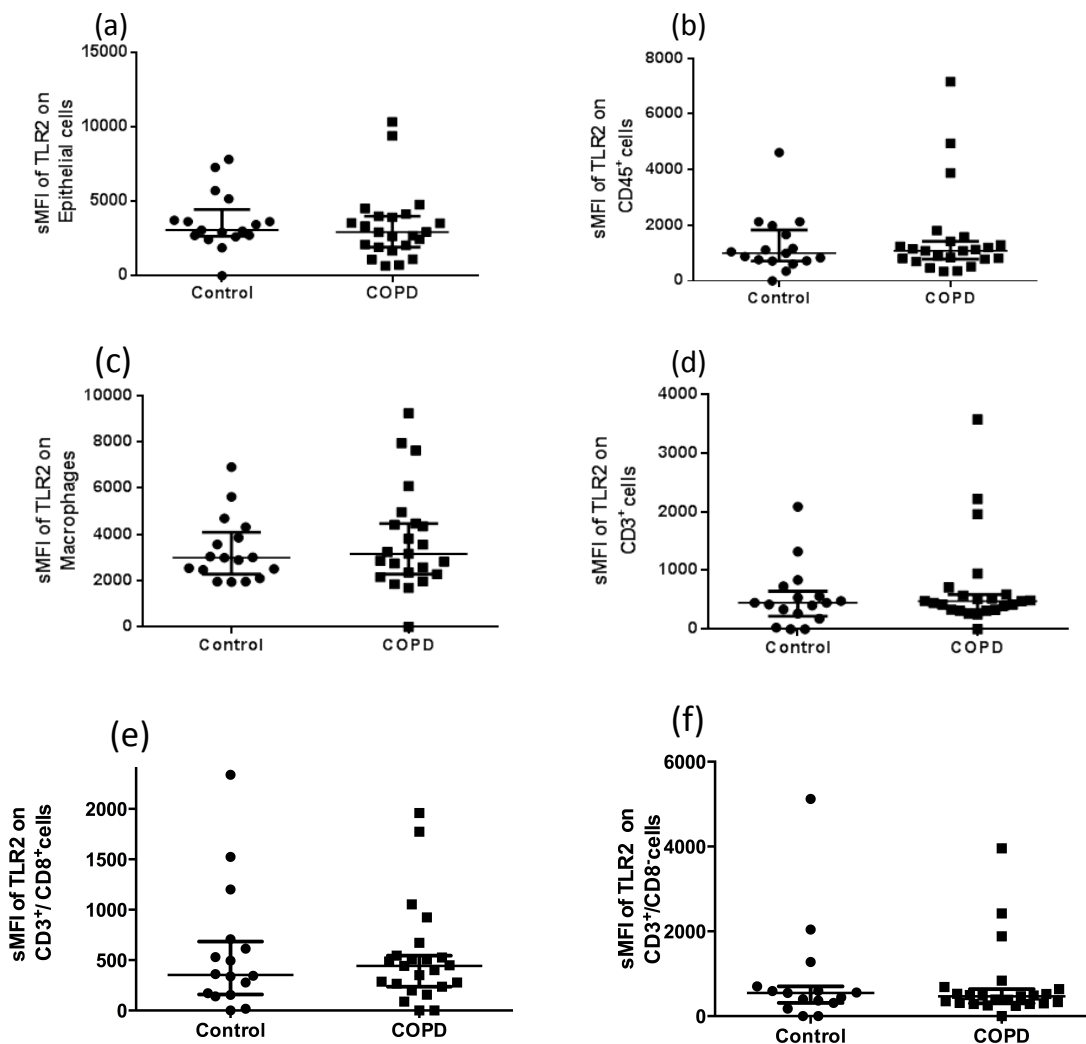 (a)
sMFI of TLR2 on
Epithelial cells
15000
10000
5000
0
Control
COPD
(b)
sMFI of TLR2 on
CD45⁺ cells
8000
6000
4000
2000
0
Control
COPD
(c)
sMFI of TLR2 on
Macrophages
10000
8000
6000
4000
2000
0
Control
COPD
(d)
sMFI of TLR2 on
CD3⁺ cells
4000
3000
2000
1000
0
Control
COPD
(e)
sMFI of TLR2 on
CD3⁺/ CD8⁺cells
2000
1500
1000
500
0
Control
COPD
(f)
sMFI of TLR2 on
CD3⁺/CD8⁻cells
6000
4000
2000
0
Control
COPD